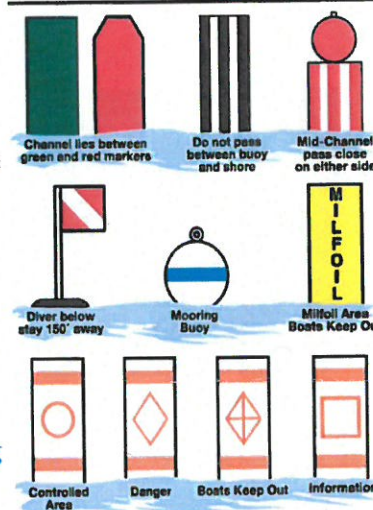 Channel lies between
green and red markers
Do not pass
between buoy
and shore
Mid-Channel
pass close
on either side
Diver below
stay 150' away
Mooring
Buoy
MILFOIL
Milfoil Area
Boats Keep Ou
Controlled
Area
Danger
Boats Keep Out
Information